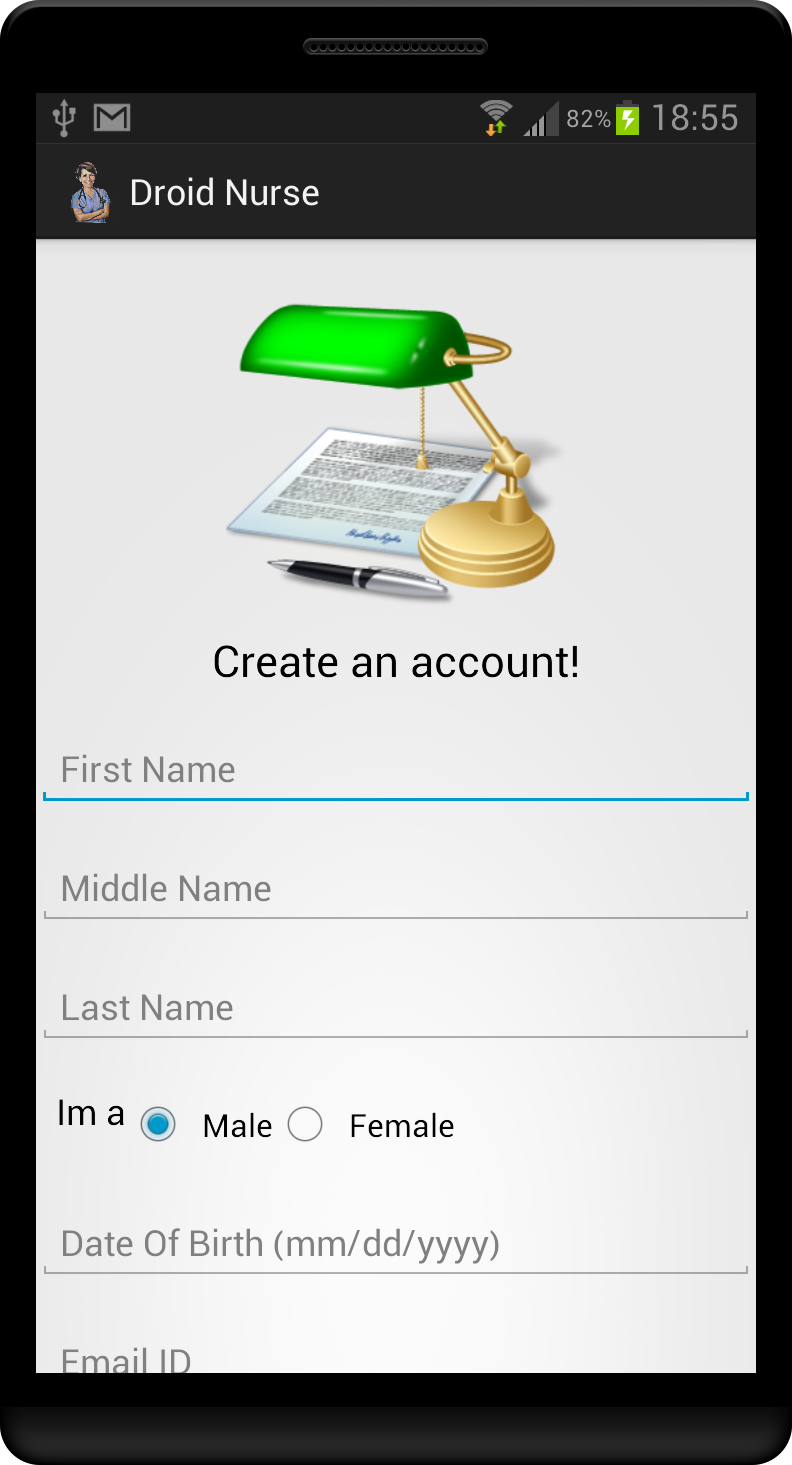 82% 18:55
Droid Nurse
Create an account!
First Name
Middle Name
Last Name
Im a Male Female
Date Of Birth (mm/dd/yyyy)
Email ID